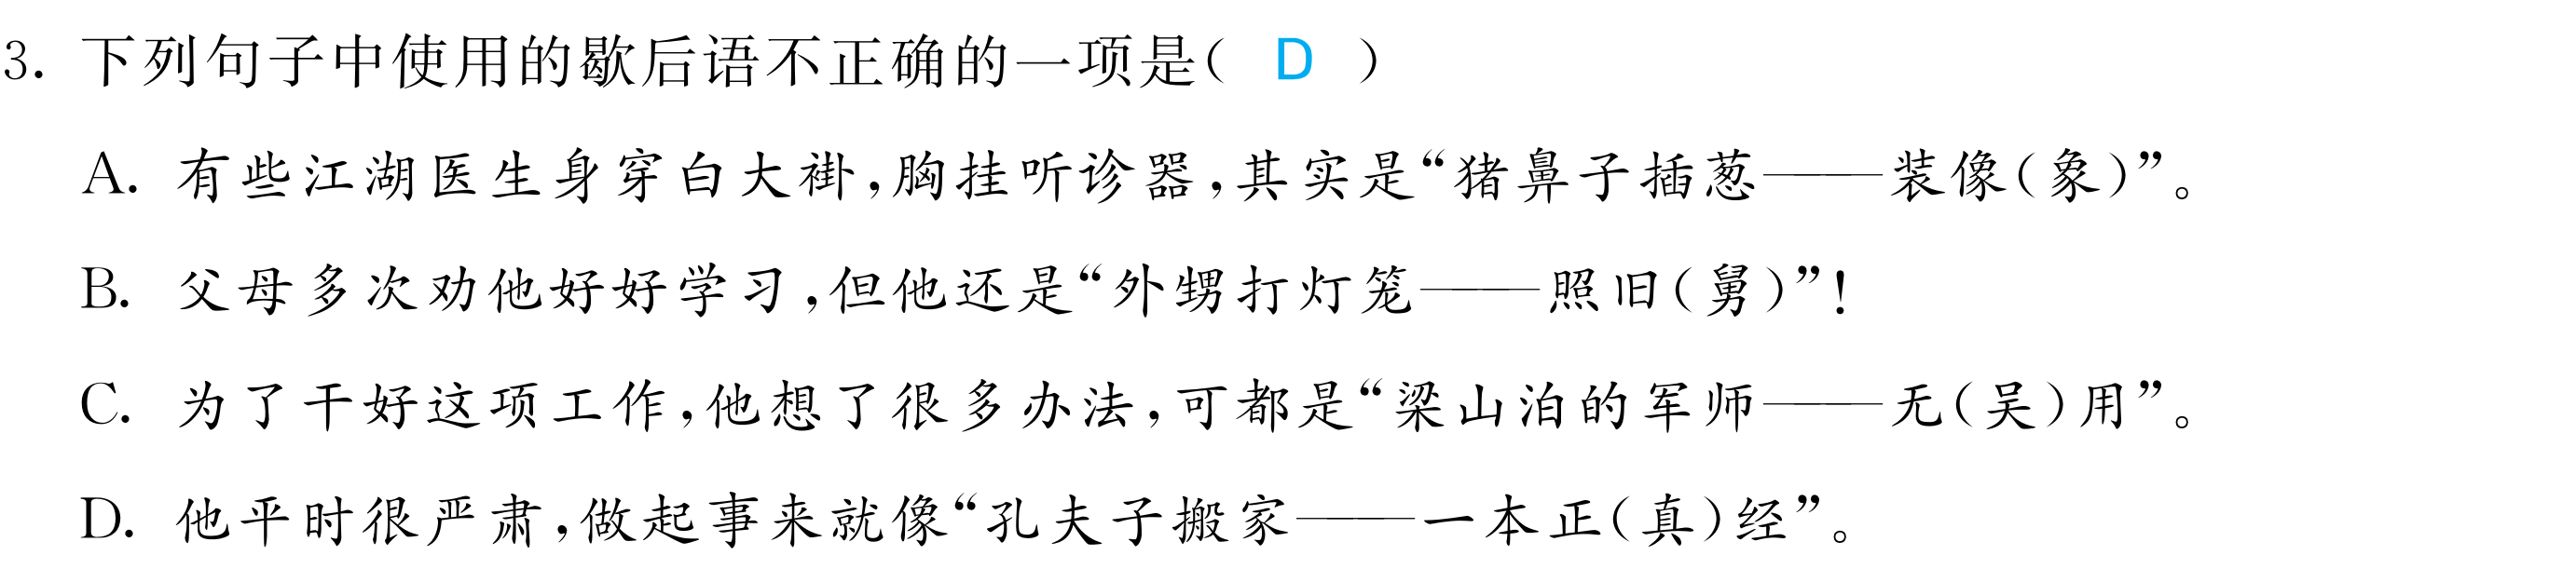 3. 下列句子中使用的歇后语不正确的一项是( D )
A. 有些江湖医生身穿白大褂,胸挂听诊器,其实是“猪鼻子插葱——装像(象)”。
B. 父母多次劝他好好学习,但他还是“外甥打灯笼——照旧(舅)”!
C. 为了干好这项工作,他想了很多办法,可都是“梁山泊的军师——无(吴)用”。
D. 他平时很严肃,做起事来就像“孔夫子搬家——一本正(真)经”。